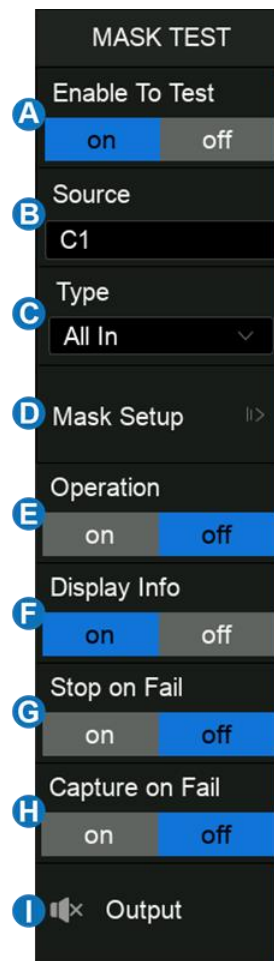 MASK TEST
A
Enable To Test
on off
B
Source
C1
C
Type
All In
D
Mask Setup
E
Operation
on off
F
Display Info
on off
G
Stop on Fail
on off
H
Capture on Fail
on off
I
Output